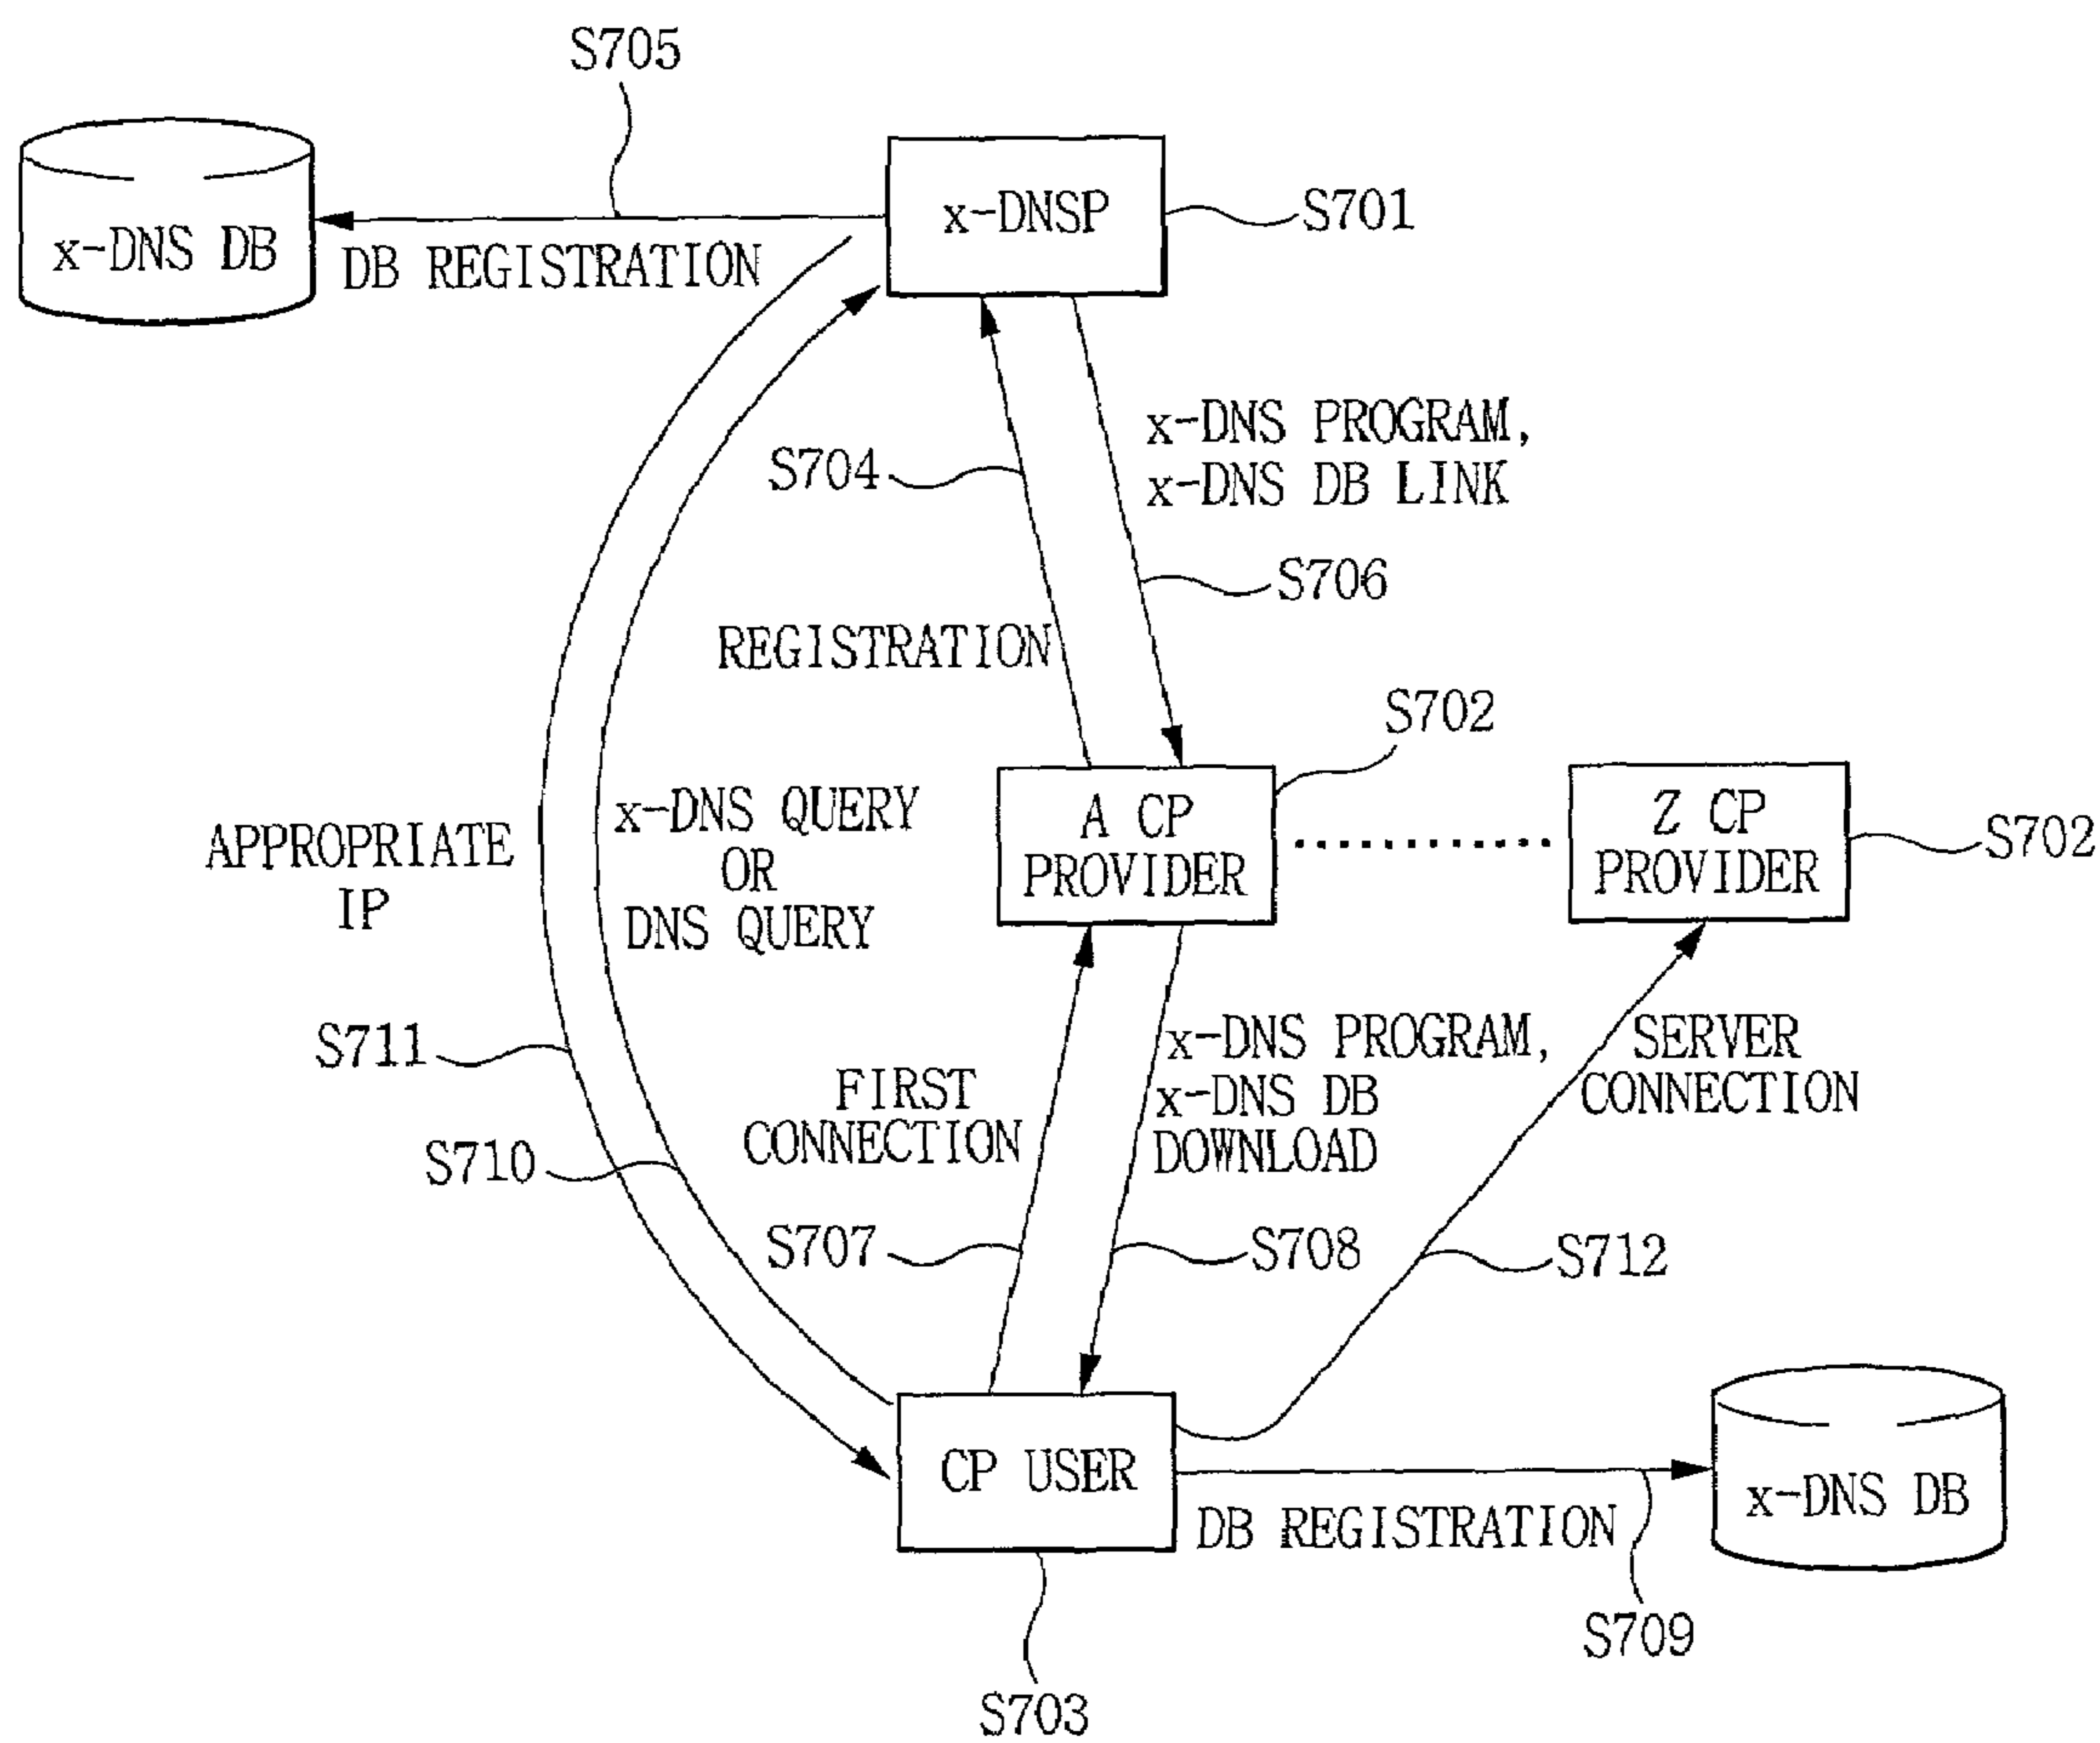 S705
x-DNSP
S701
x-DNS DB
DB REGISTRATION
x-DNS PROGRAM,
x-DNS DB LINK
S704
S706
REGISTRATION
S702
A CP
PROVIDER
Z CP
PROVIDER
S702
APPROPRIATE
IP
x-DNS QUERY
OR
DNS QUERY
S711
FIRST
CONNECTION
x-DNS PROGRAM,
x-DNS DB
DOWNLOAD
SERVER
CONNECTION
S710
S707
S708
S712
CP USER
DB REGISTRATION
x-DNS DB
S709
S703